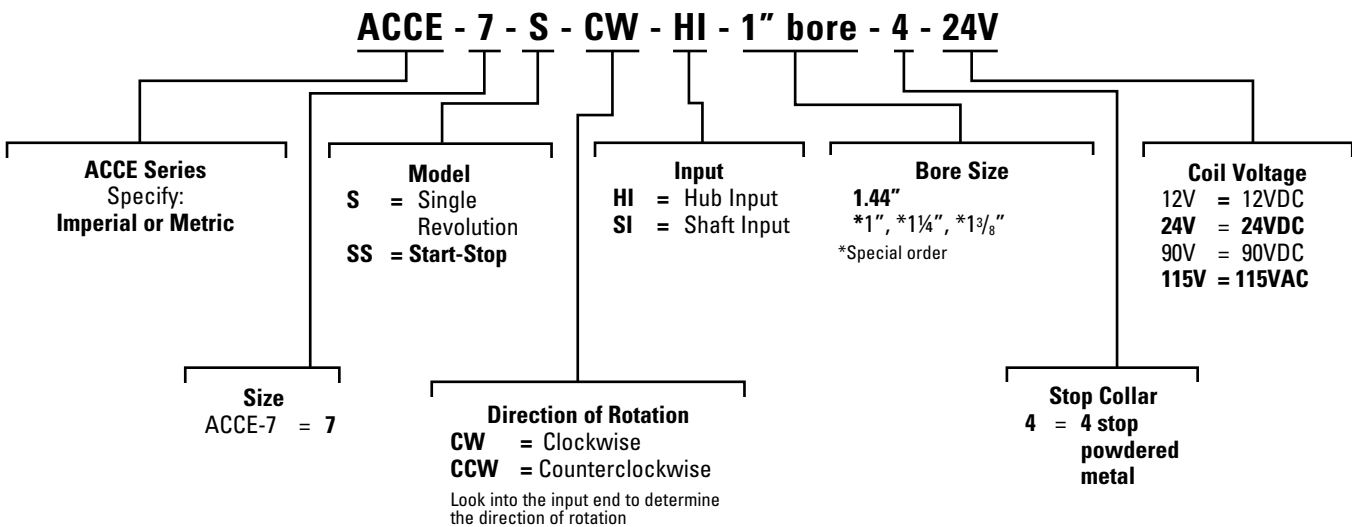 ACCE - 7 - S - CW - HI - 1” bore - 4 - 24V
ACCE Series
Specify:
Imperial or Metric
Model
S = Single
Revolution
SS = Start-Stop
Input
HI = Hub Input
SI = Shaft Input
Bore Size
1.44”
*1”, *1¼”, *1³/₈”
*Special order
Coil Voltage
12V = 12VDC
24V = 24VDC
90V = 90VDC
115V = 115VAC
Size
ACCE-7 = 7
Direction of Rotation
CW = Clockwise
CCW = Counterclockwise
Look into the input end to determine
the direction of rotation
Stop Collar
4 = 4 stop
powdered
metal